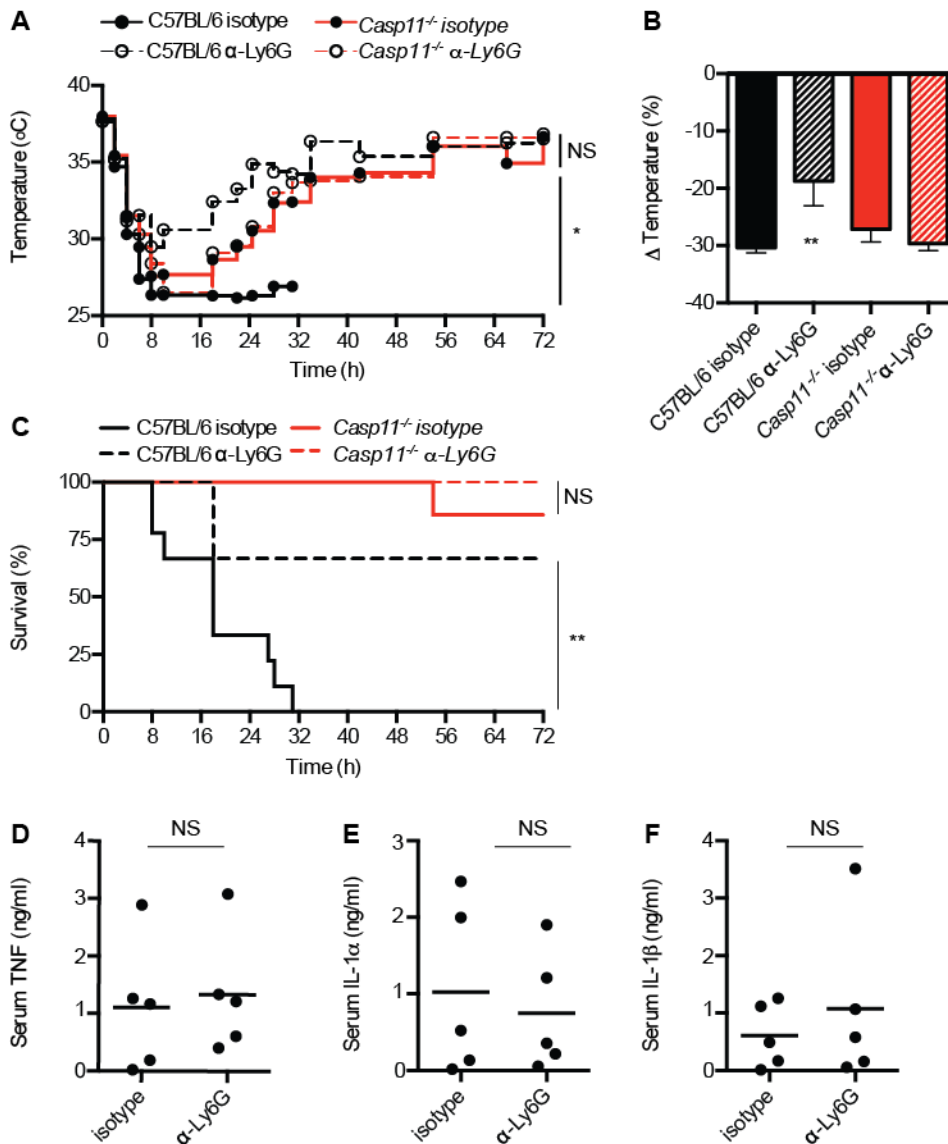 A
C57BL/6 isotype
Casp11-/- isotype
C57BL/6 α-Ly6G
Casp11-/- α-Ly6G
Temperature (oC)
40
35
30
25
0 8 16 24 32 40 48 56 64 72
Time (h)
NS
*
B
Δ Temperature (%)
0
-10
-20
-30
-40
**
C57BL/6 isotype
C57BL/6 α-Ly6G
Casp11-/- isotype
Casp11-/- α-Ly6G
C
C57BL/6 isotype
Casp11-/- isotype
C57BL/6 α-Ly6G
Casp11-/- α-Ly6G
Survival (%)
100
75
50
25
0
0 8 16 24 32 40 48 56 64 72
Time (h)
NS
**
D
NS
Serum TNF (ng/ml)
4
3
2
1
0
isotype
α-Ly6G
E
NS
Serum IL-1α (ng/ml)
3
2
1
0
isotype
α-Ly6G
F
NS
Serum IL-1β (ng/ml)
4
3
2
1
0
isotype
α-Ly6G